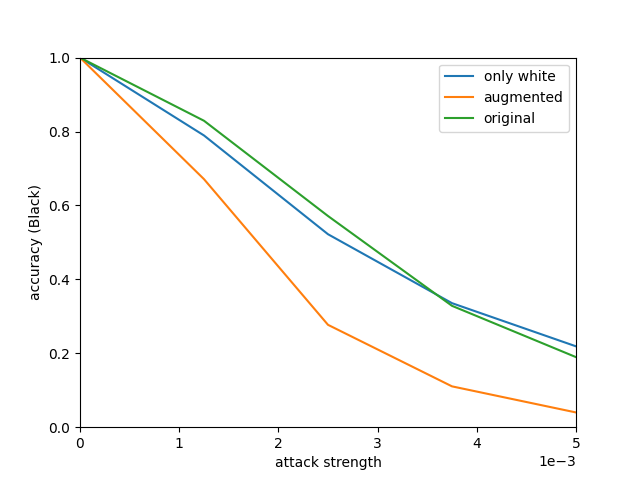 only white
augmented
original
1.0
0.8
0.6
0.4
0.2
0.0
accuracy (Black)
0 1 2 3 4 5
1e−3
attack strength